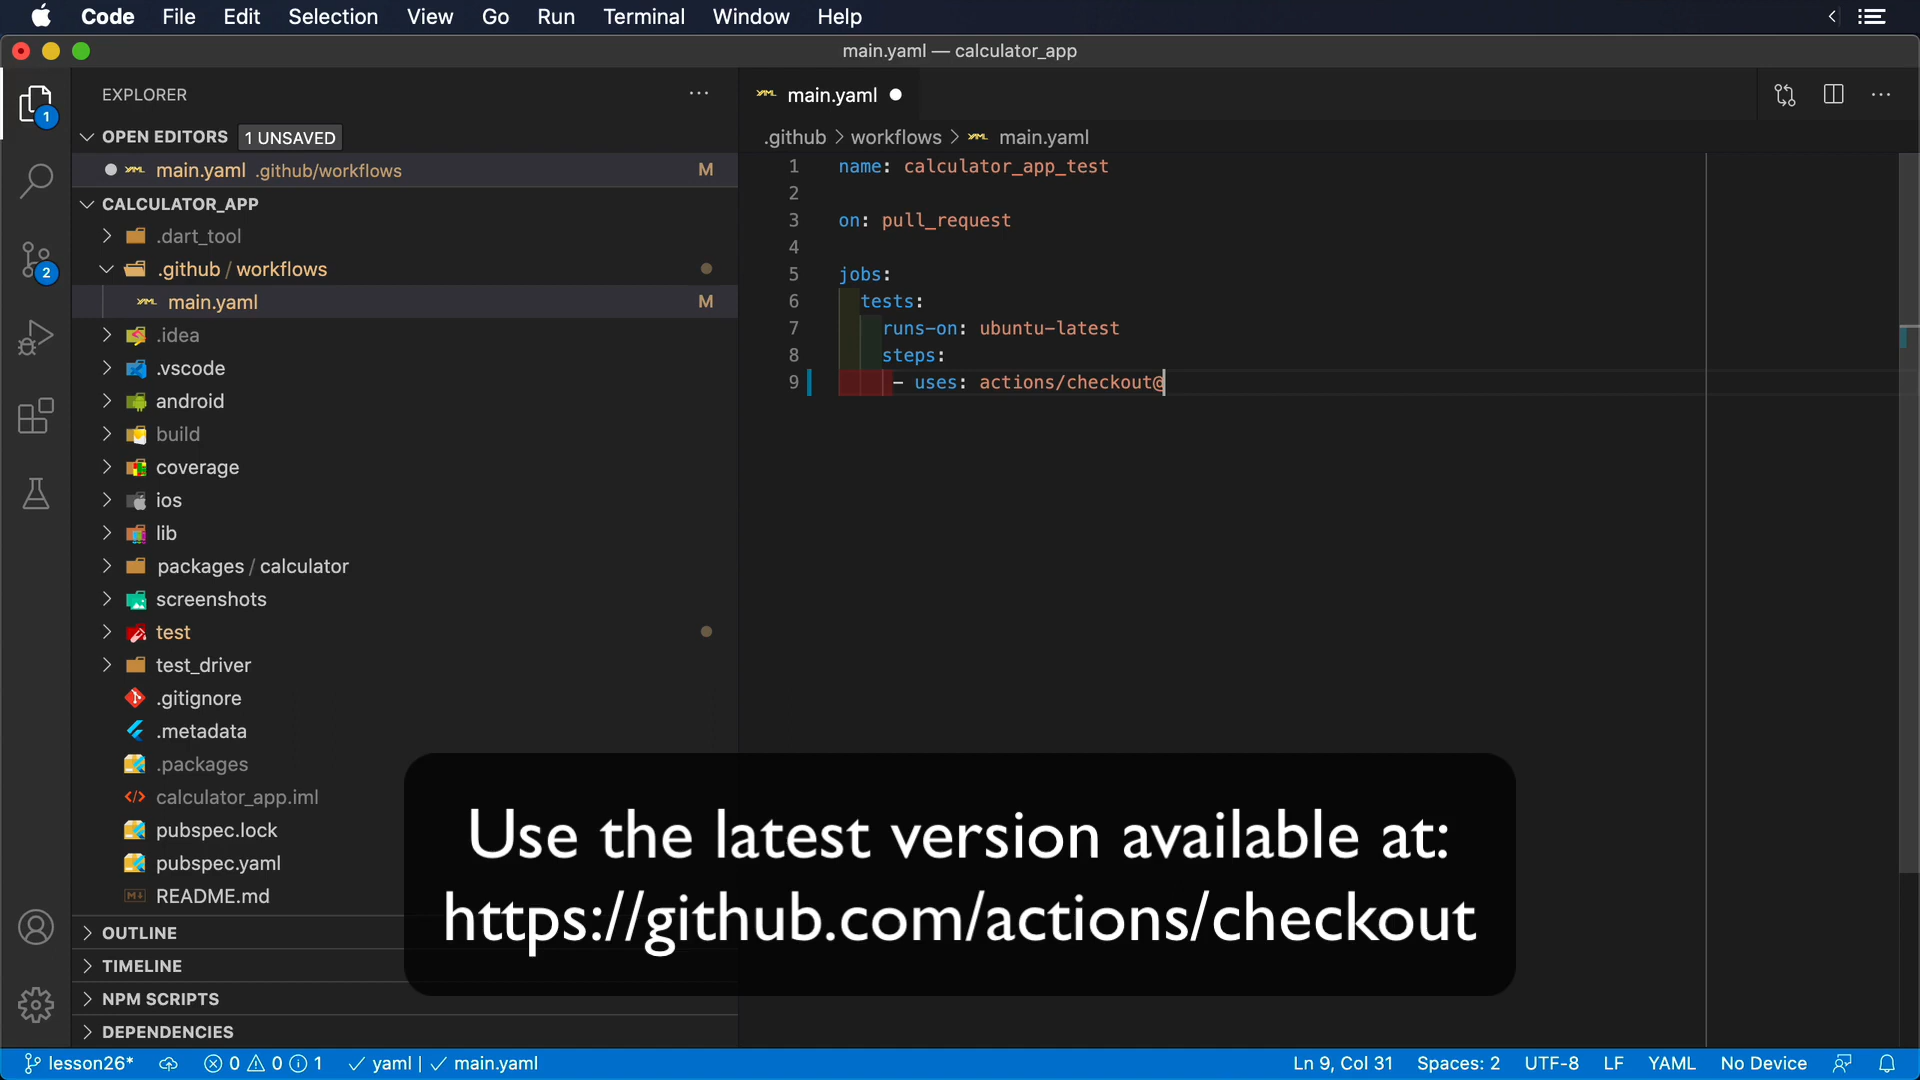 Code File Edit Selection View Go Run Terminal Window Help
main.yaml — calculator_app
EXPLORER
OPEN EDITORS 1 UNSAVED
main.yaml .github/workflows M
CALCULATOR_APP
.dart_tool
.github / workflows
main.yaml M
.idea
.vscode
android
build
coverage
ios
lib
packages / calculator
screenshots
test
test_driver
.gitignore
.metadata
.packages
calculator_app.iml
pubspec.lock
pubspec.yaml
README.md
OUTLINE
TIMELINE
NPM SCRIPTS
DEPENDENCIES
1
2
main.yaml
.github > workflows > main.yaml
1 name: calculator_app_test
2
3 on: pull_request
4
5 jobs:
6 tests:
7 runs-on: ubuntu-latest
8 steps:
9 - uses: actions/checkout@
Use the latest version available at:
https://github.com/actions/checkout
lesson26* 0 0 1 yaml | main.yaml Ln 9, Col 31 Spaces: 2 UTF-8 LF YAML No Device